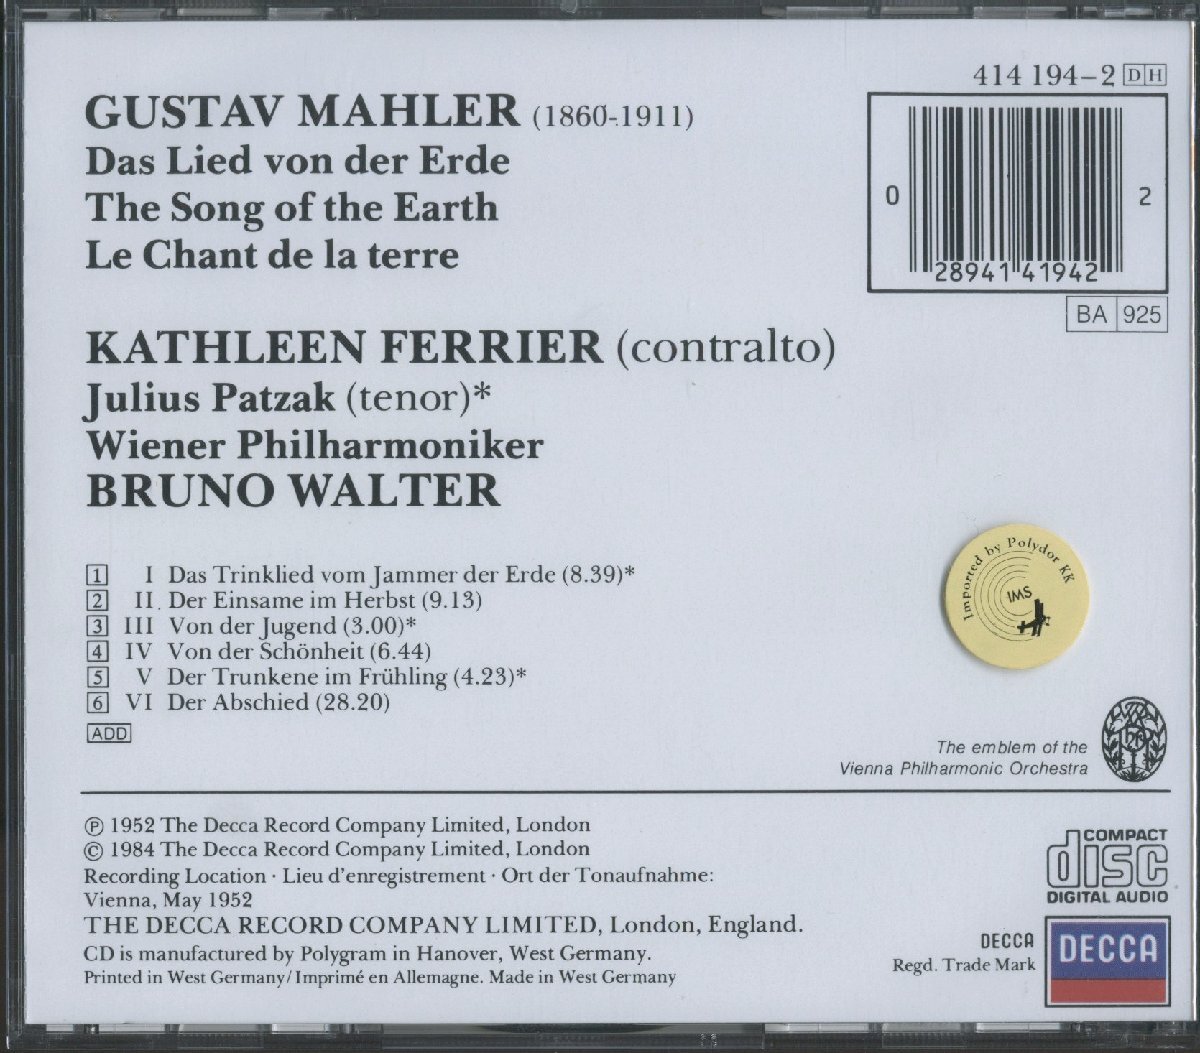 414 194-2 DH
GUSTAV MAHLER (1860-1911)
Das Lied von der Erde
The Song of the Earth
Le Chant de la terre
0 28941 41942 2
BA 925
KATHLEEN FERRIER (contralto)
Julius Patzak (tenor)*
Wiener Philharmoniker
BRUNO WALTER
1 I Das Trinklied vom Jammer der Erde (8.39)*
2 II. Der Einsame im Herbst (9.13)
3 III Von der Jugend (3.00)*
4 IV Von der Schönheit (6.44)
5 V Der Trunkene im Frühling (4.23)*
6 VI Der Abschied (28.20)
ADD
Imported by Polydor KK
IMS
The emblem of the
Vienna Philharmonic Orchestra
℗ 1952 The Decca Record Company Limited, London
© 1984 The Decca Record Company Limited, London
Recording Location · Lieu d'enregistrement · Ort der Tonaufnahme:
Vienna, May 1952
THE DECCA RECORD COMPANY LIMITED, London, England.
CD is manufactured by Polygram in Hanover, West Germany.
Printed in West Germany/Imprimé en Allemagne. Made in West Germany
COMPACT
disc
DIGITAL AUDIO
DECCA
Regd. Trade Mark
DECCA